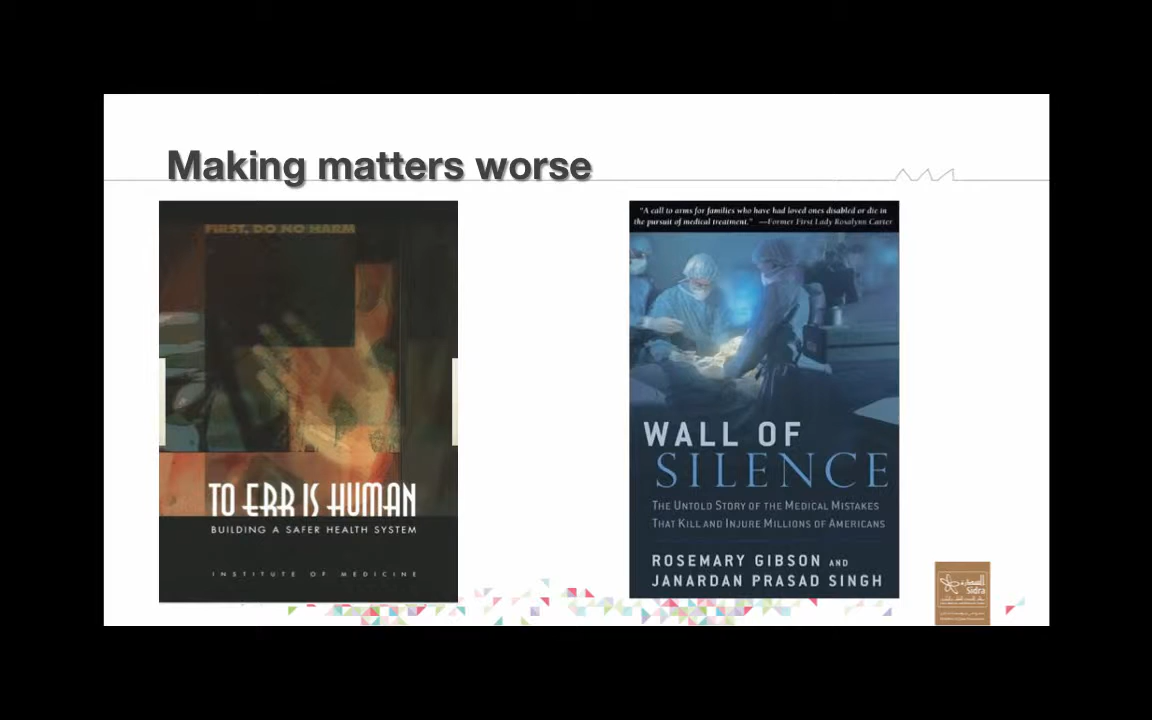 Making matters worse
FIRST, DO NO HARM
TO ERR IS HUMAN
BUILDING A SAFER HEALTH SYSTEM
INSTITUTE OF MEDICINE
"A call to arms for families who have had loved ones disabled or die in
the pursuit of medical treatment." —Former First Lady Rosalynn Carter
WALL OF
SILENCE
THE UNTOLD STORY OF THE MEDICAL MISTAKES
THAT KILL AND INJURE MILLIONS OF AMERICANS
ROSEMARY GIBSON AND
JANARDAN PRASAD SINGH
Sidra